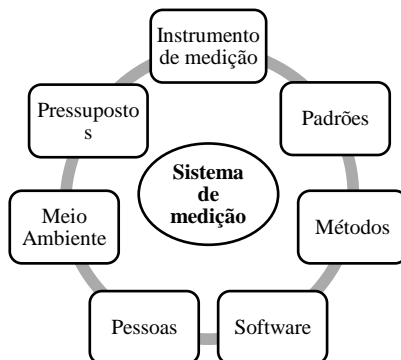 Instrumento
de medição
Padrões
Métodos
Software
Pessoas
Meio
Ambiente
Pressuposto
s
Sistema
de
medição